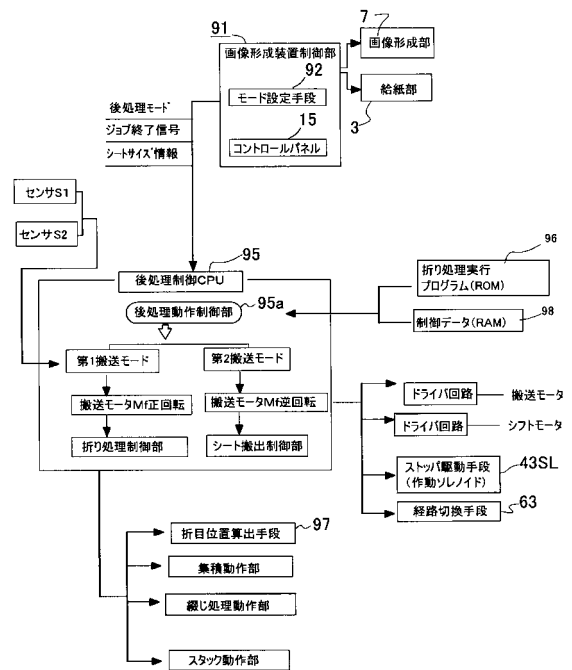 91
画像形成装置制御部
92
モード設定手段
15
コントロールパネル
7
画像形成部
給紙部
3
後処理モード
ジョブ終了信号
シートサイズ情報
センサS1
センサS2
95
後処理制御CPU
95a
後処理動作制御部
96
折り処理実行
プログラム(ROM)
98
制御データ(RAM)
第1搬送モード
第2搬送モード
搬送モータMf正回転
搬送モータMf逆回転
折り処理制御部
シート搬出制御部
ドライバ回路
搬送モータ
ドライバ回路
シフトモータ
43SL
ストッパ駆動手段
(作動ソレノイド)
63
経路切換手段
97
折目位置算出手段
集積動作部
綴じ処理動作部
スタック動作部